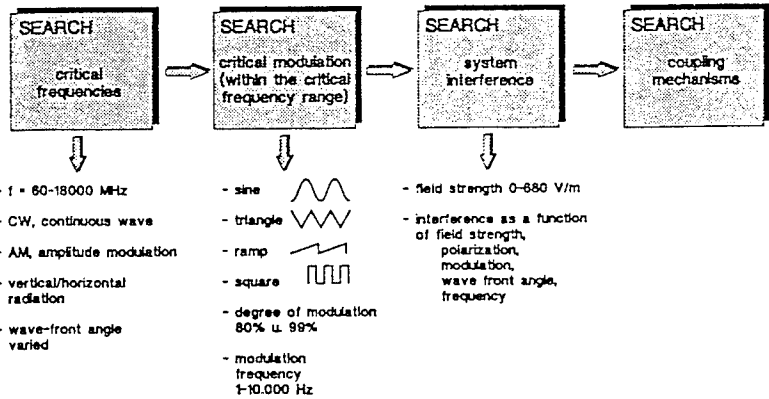 SEARCH
critical
frequencies
SEARCH
critical modulation
(within the critical
frequency range)
SEARCH
system
interference
SEARCH
coupling
mechanisms
- f = 60-18000 MHz
- CW, continuous wave
- AM, amplitude modulation
- vertical/horizontal
radiation
- wave-front angle
varied
- sine
- triangle
- ramp
- square
- degree of modulation
80% u. 99%
- modulation
frequency
1-10.000 Hz
- field strength 0-680 V/m
- interference as a function
of field strength,
polarization,
modulation,
wave front angle,
frequency